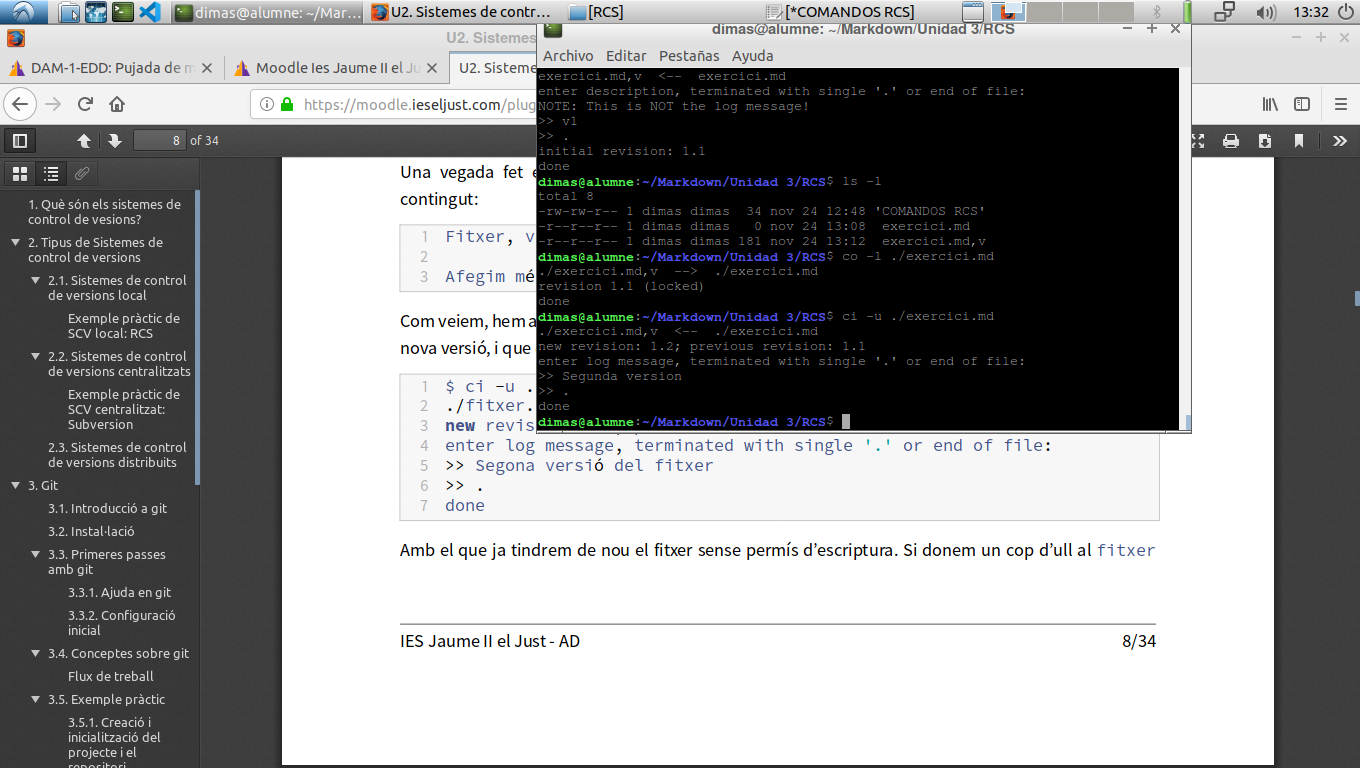 dimas@alumne: ~/Mar...
U2. Sistemes de contr...
[RCS]
[*COMANDOS RCS]
13:32
U2. Sistemes
DAM-1-EDD: Pujada de m
Moodle Ies Jaume II el Ju
U2. Sisteme
https://moodle.ieseljust.com/plug
8 of 34
1. Què són els sistemes de
control de vesions?
2. Tipus de Sistemes de
control de versions
2.1. Sistemes de control
de versions local
Exemple pràctic de
SCV local: RCS
2.2. Sistemes de control
de versions centralitzats
Exemple pràctic de
SCV centralitzat:
Subversion
2.3. Sistemes de control
de versions distribuits
3. Git
3.1. Introducció a git
3.2. Instal·lació
3.3. Primeres passes
amb git
3.3.1. Ajuda en git
3.3.2. Configuració
inicial
3.4. Conceptes sobre git
Flux de treball
3.5. Exemple pràctic
3.5.1. Creació i
inicialització del
projecte i el
repositori
Una vegada fet e
contingut:
1 Fitxer, v
2
3 Afegim mé
Com veiem, hem a
nova versió, i que
1 $ ci -u .
2 ./fitxer.
3 new revis
4 enter log message, terminated with single '.' or end of file:
5 >> Segona versió del fitxer
6 >> .
7 done
Amb el que ja tindrem de nou el fitxer sense permís d'escriptura. Si donem un cop d'ull al fitxer
IES Jaume II el Just - AD 8/34
dimas@alumne: ~/Markdown/Unidad 3/RCS
Archivo Editar Pestañas Ayuda
exercici.md,v <-- exercici.md
enter description, terminated with single '.' or end of file:
NOTE: This is NOT the log message!
>> v1
>> .
initial revision: 1.1
done
dimas@alumne:~/Markdown/Unidad 3/RCS$ ls -l
total 8
-rw-rw-r-- 1 dimas dimas 34 nov 24 12:48 'COMANDOS RCS'
-r--r--r-- 1 dimas dimas 0 nov 24 13:08 exercici.md
-r--r--r-- 1 dimas dimas 181 nov 24 13:12 exercici.md,v
dimas@alumne:~/Markdown/Unidad 3/RCS$ co -l ./exercici.md
./exercici.md,v --> ./exercici.md
revision 1.1 (locked)
done
dimas@alumne:~/Markdown/Unidad 3/RCS$ ci -u ./exercici.md
./exercici.md,v <-- ./exercici.md
new revision: 1.2; previous revision: 1.1
enter log message, terminated with single '.' or end of file:
>> Segunda version
>> .
done
dimas@alumne:~/Markdown/Unidad 3/RCS$